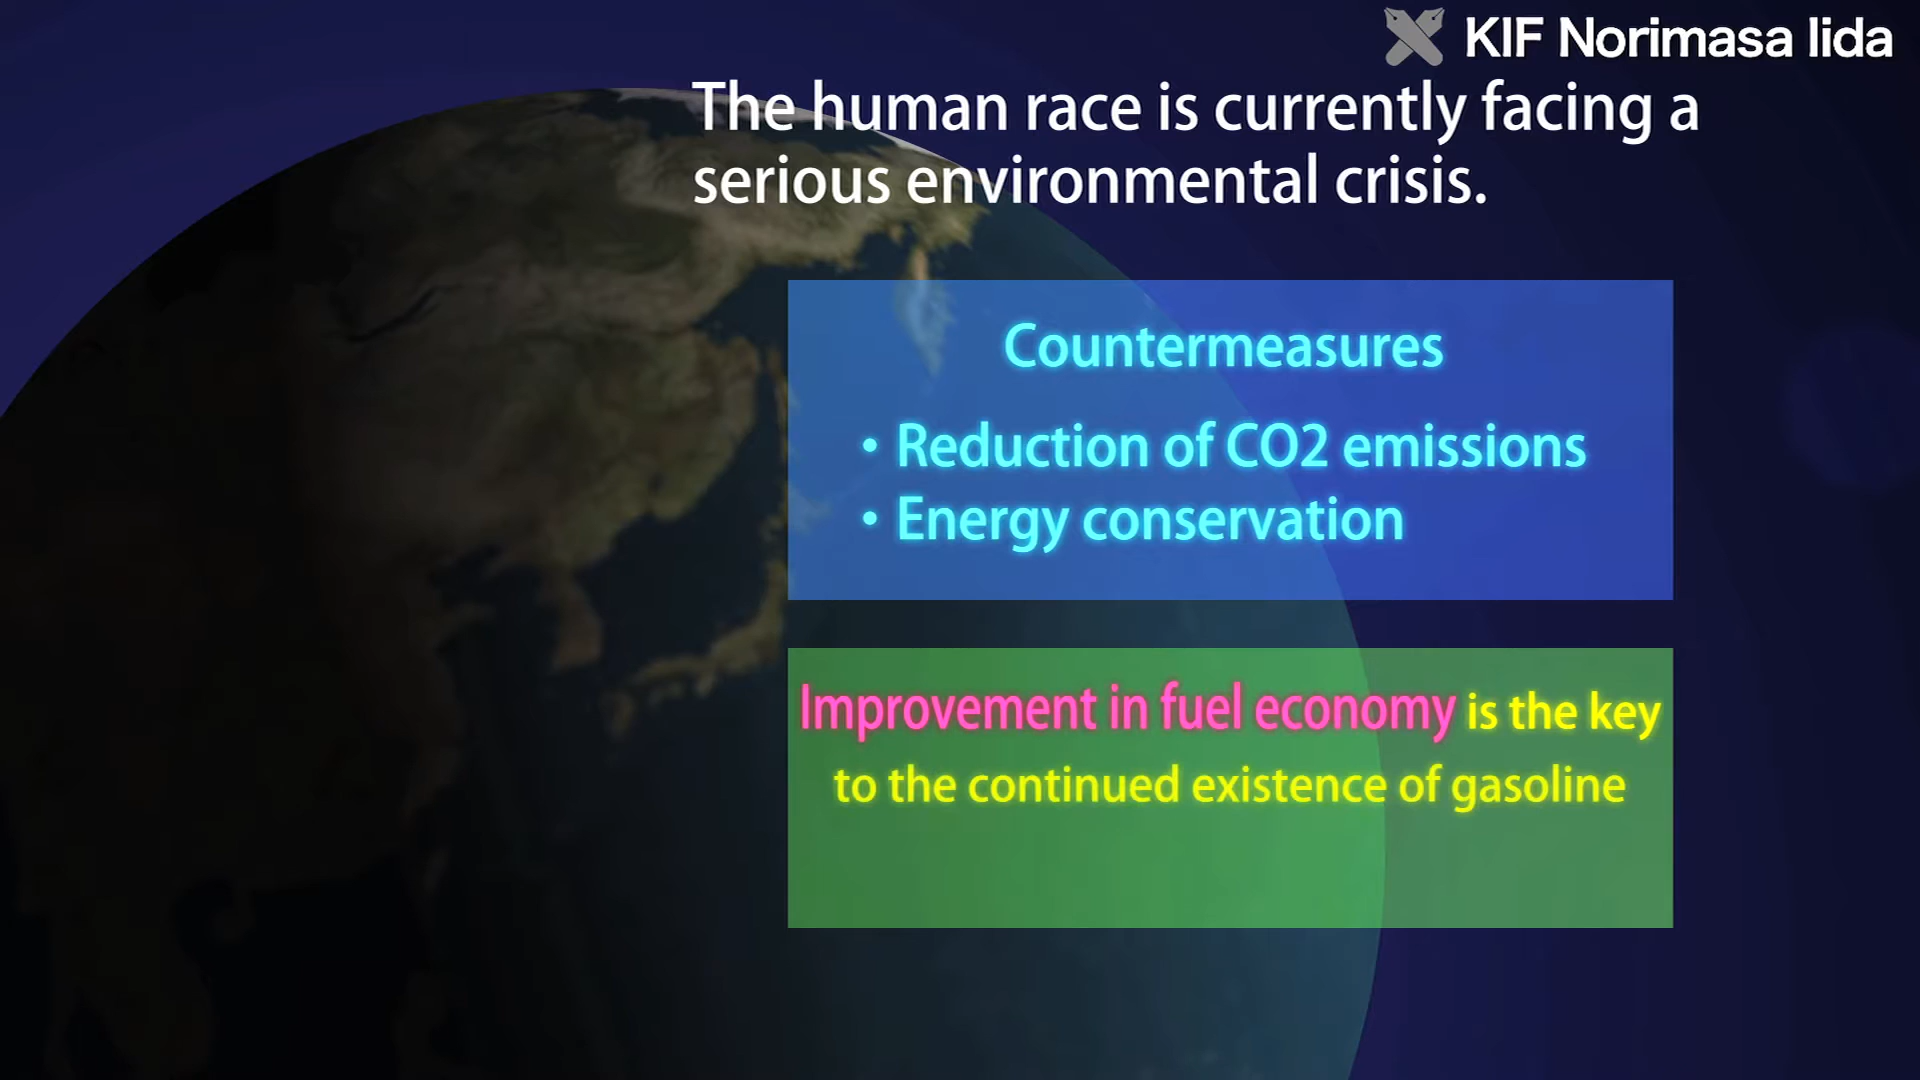 KIF Norimasa Iida
The human race is currently facing a
serious environmental crisis.
Countermeasures
・Reduction of CO2 emissions
・Energy conservation
Improvement in fuel economy is the key
to the continued existence of gasoline